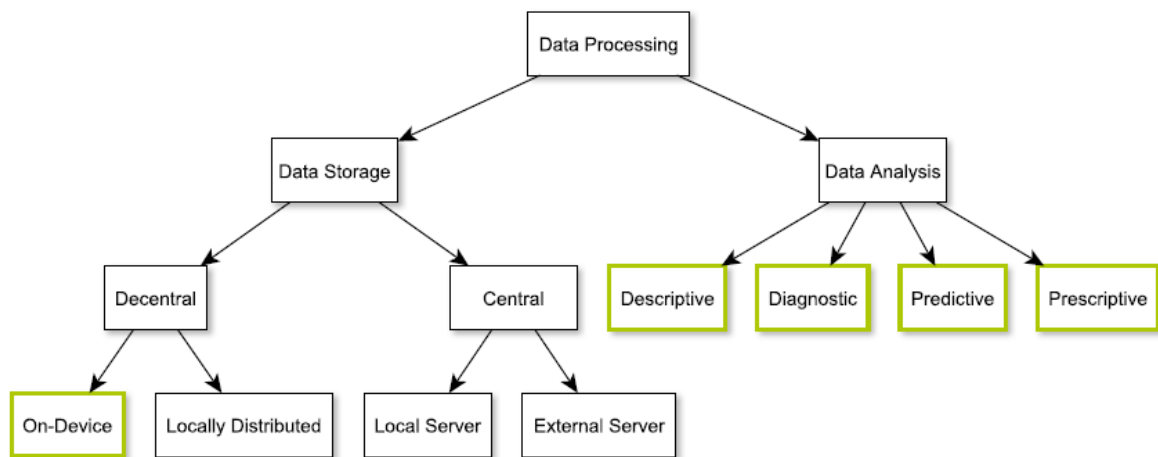 Data Processing
Data Storage
Data Analysis
Decentral
Central
Descriptive
Diagnostic
Predictive
Prescriptive
On-Device
Locally Distributed
Local Server
External Server